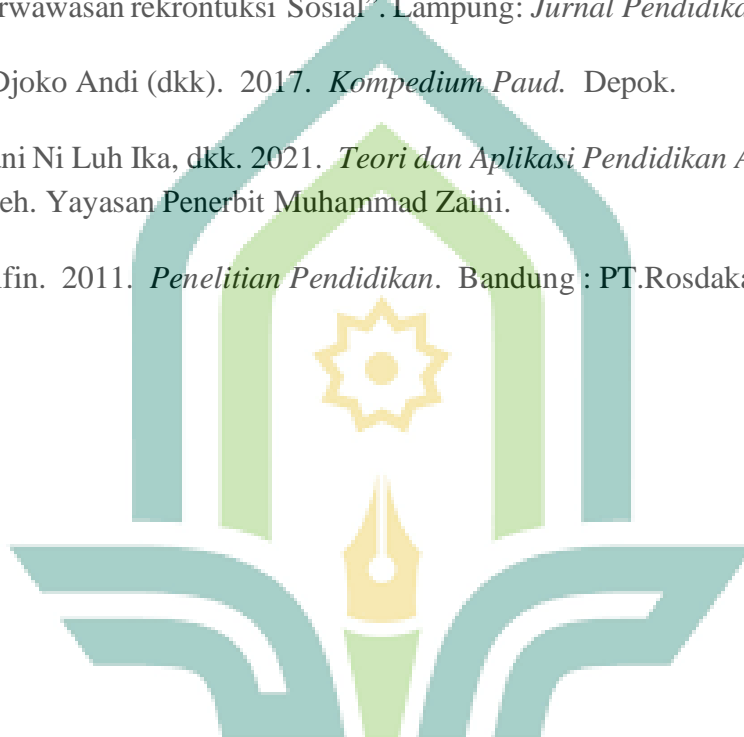 rwawasan rekrontuksi Sosial”. Lampung: Jurnal Pendidika
Djoko Andi (dkk). 2017. Kompedium Paud. Depok.
ni Ni Luh Ika, dkk. 2021. Teori dan Aplikasi Pendidikan A
eh. Yayasan Penerbit Muhammad Zaini.
ifin. 2011. Penelitian Pendidikan. Bandung : PT.Rosdaka